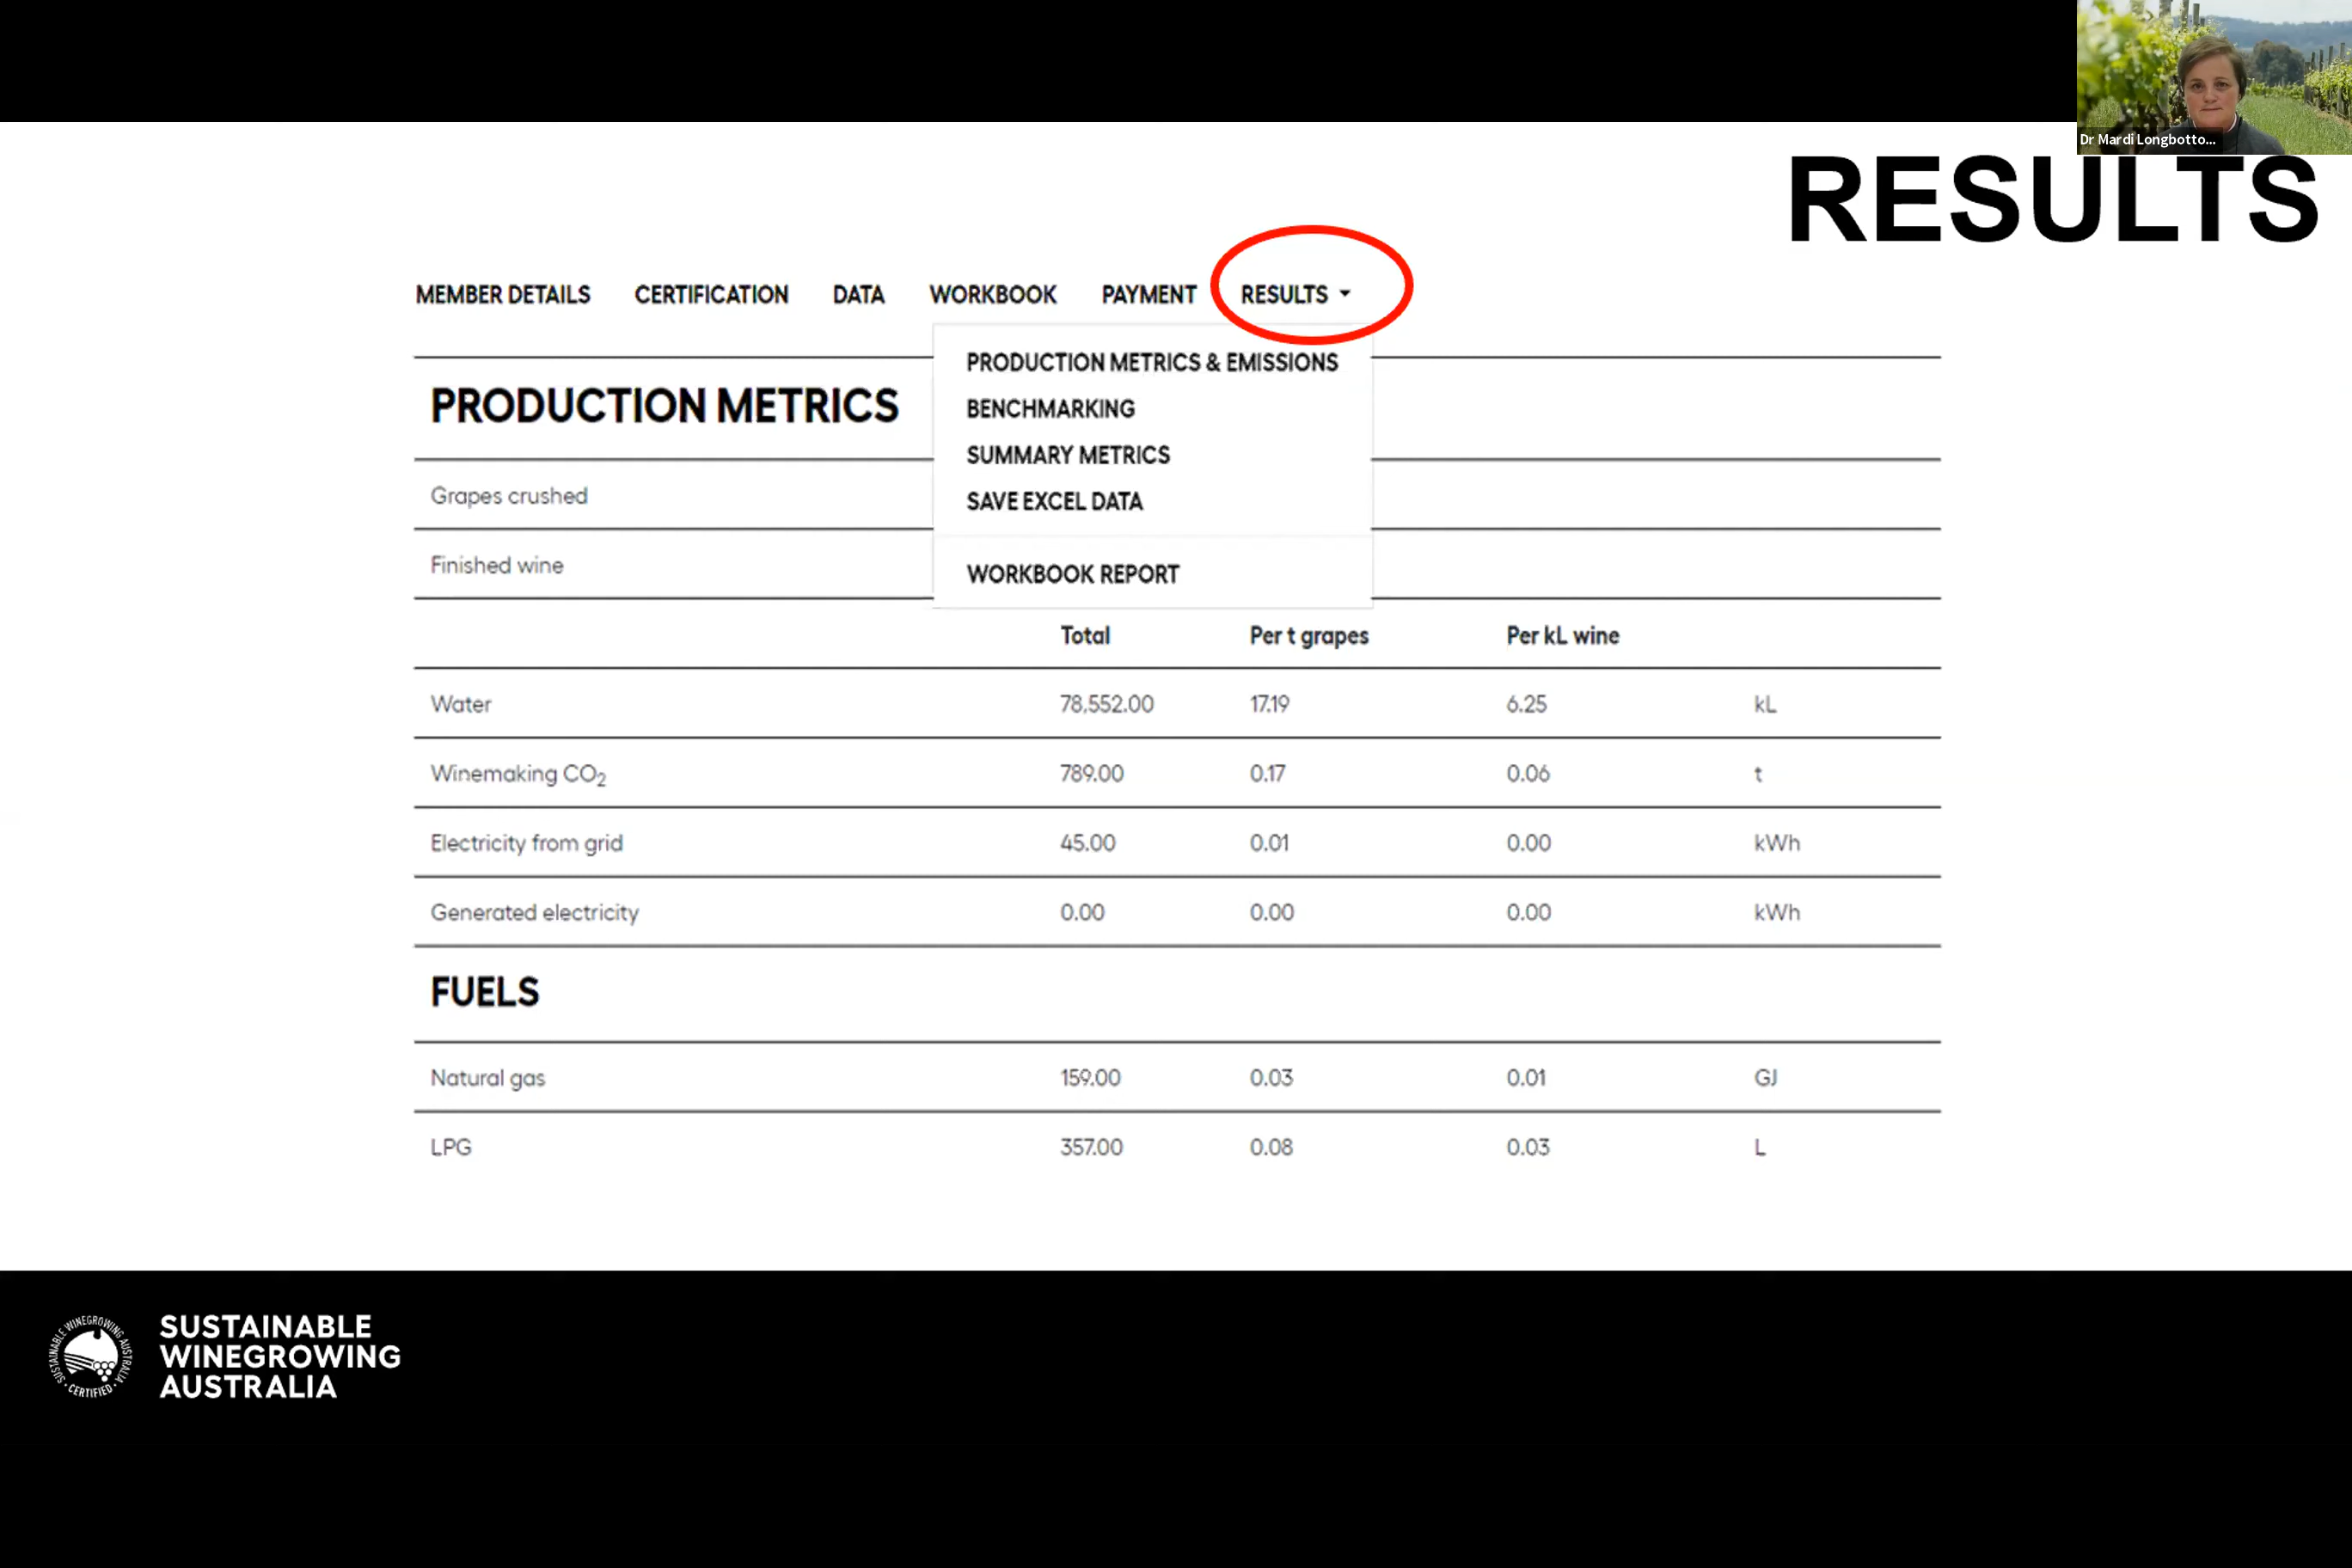 Dr Mardi Longbotto...
RESULTS
MEMBER DETAILS CERTIFICATION DATA WORKBOOK PAYMENT RESULTS
PRODUCTION METRICS & EMISSIONS
BENCHMARKING
SUMMARY METRICS
SAVE EXCEL DATA
WORKBOOK REPORT
PRODUCTION METRICS
Grapes crushed
Finished wine
Total Per t grapes Per kL wine
Water 78,552.00 17.19 6.25 kL
Winemaking CO₂ 789.00 0.17 0.06 t
Electricity from grid 45.00 0.01 0.00 kWh
Generated electricity 0.00 0.00 0.00 kWh
FUELS
Natural gas 159.00 0.03 0.01 GJ
LPG 357.00 0.08 0.03 L
SUSTAINABLE WINEGROWING AUSTRALIA
• CERTIFIED •
SUSTAINABLE
WINEGROWING
AUSTRALIA